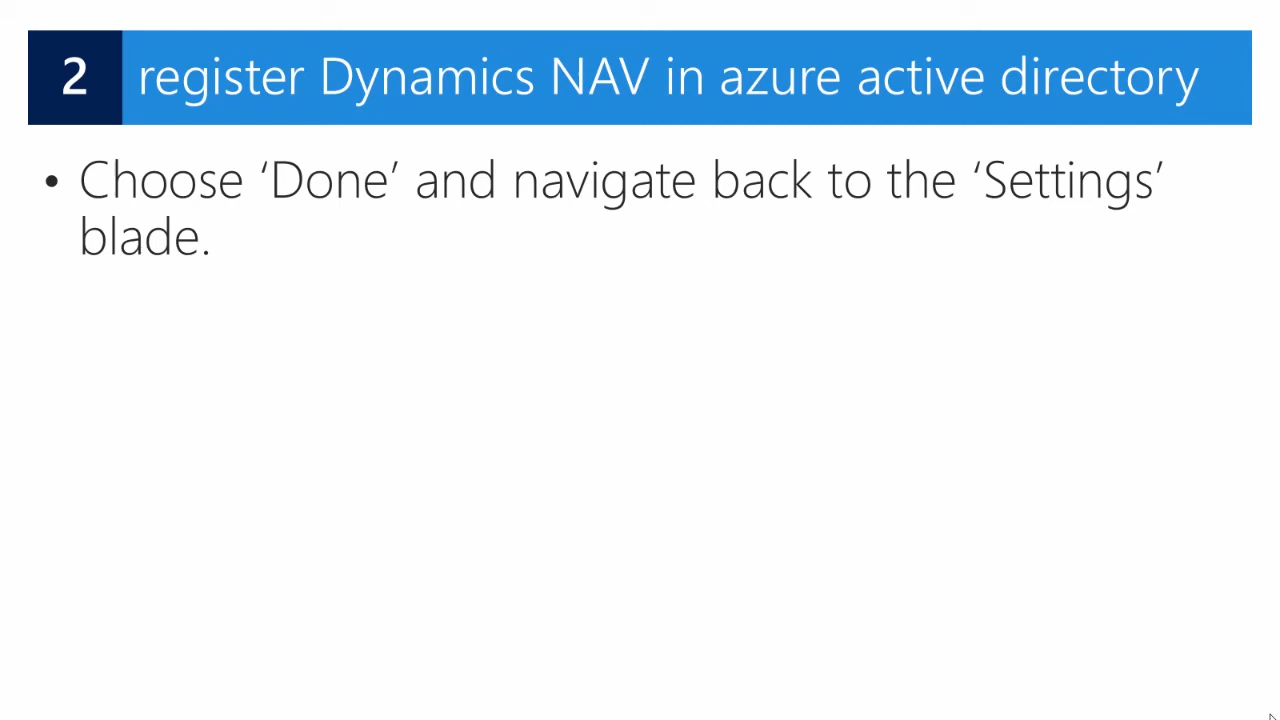 2 register Dynamics NAV in azure active directory
• Choose ‘Done’ and navigate back to the ‘Settings’
blade.